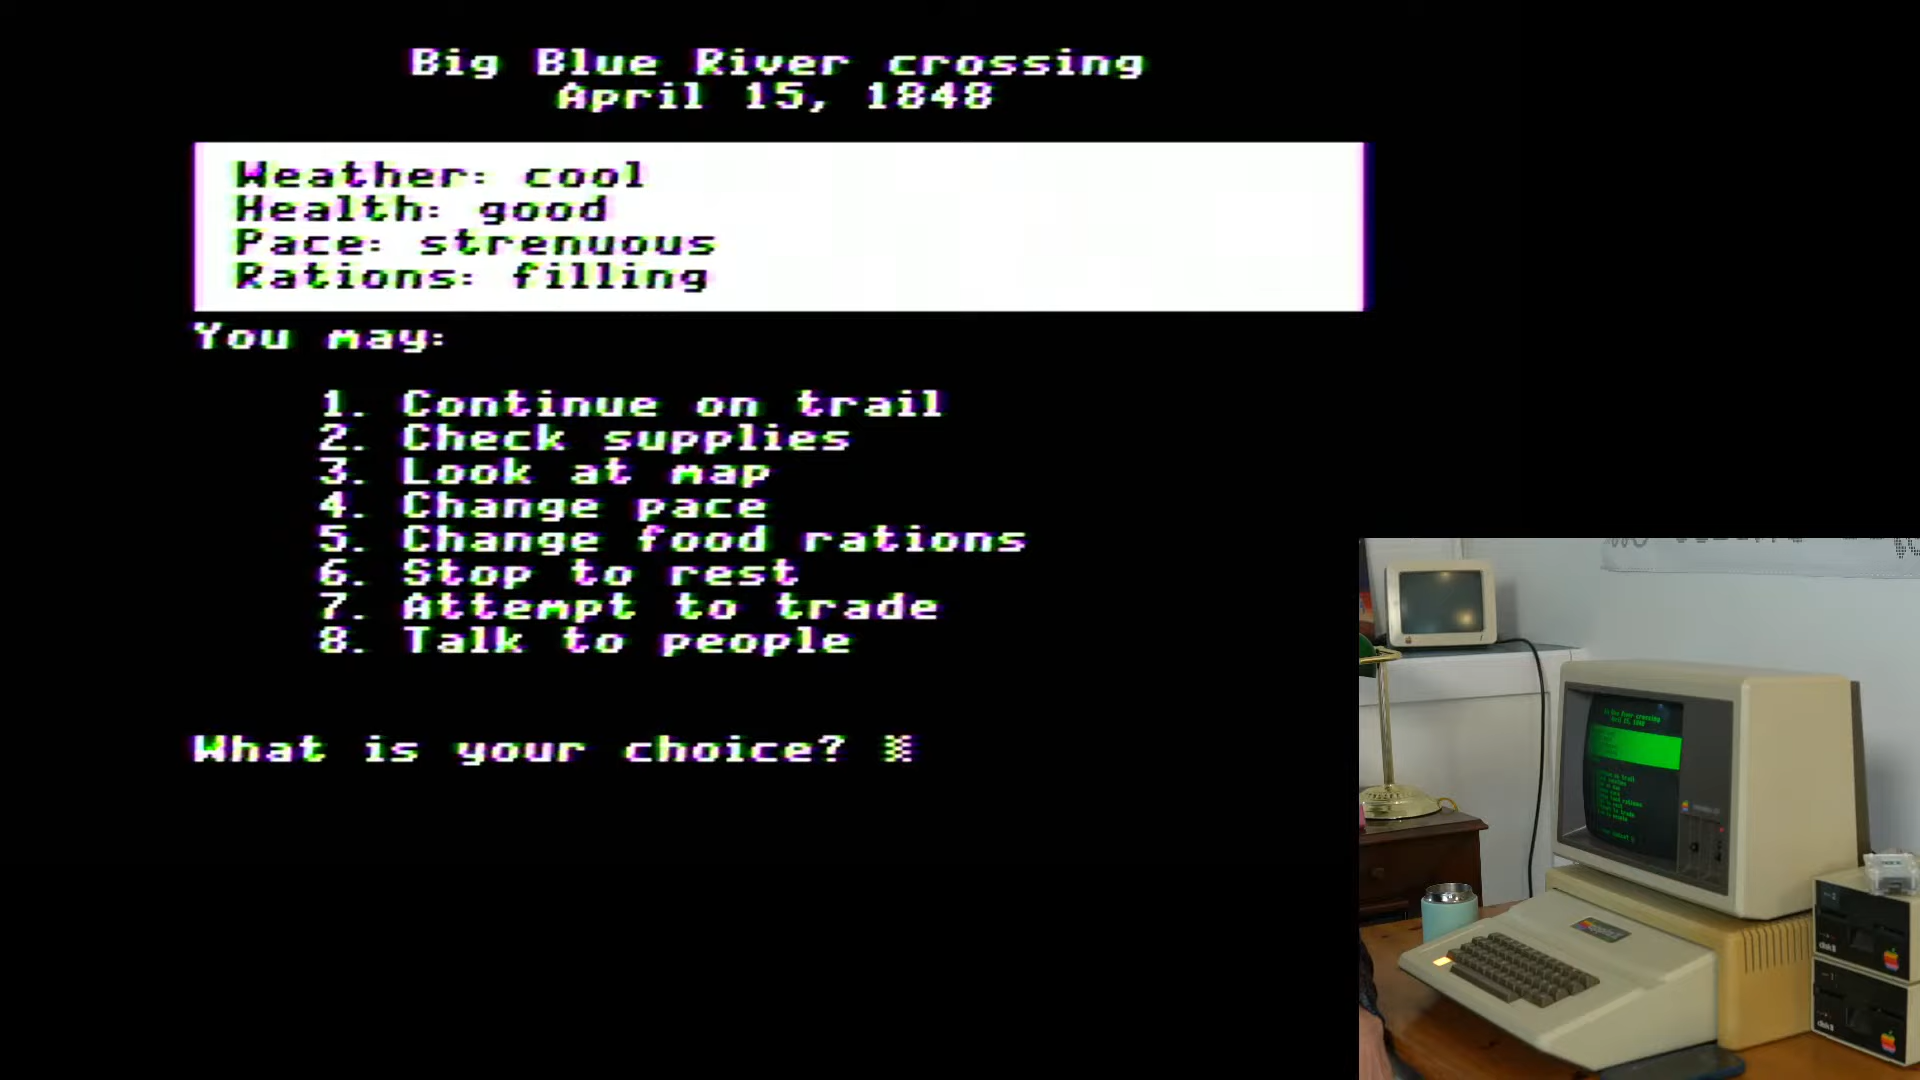 Big Blue River crossing
April 15, 1848
Weather: cool
Health: good
Pace: strenuous
Rations: filling
You may:
1. Continue on trail
2. Check supplies
3. Look at map
4. Change pace
5. Change food rations
6. Stop to rest
7. Attempt to trade
8. Talk to people
What is your choice?